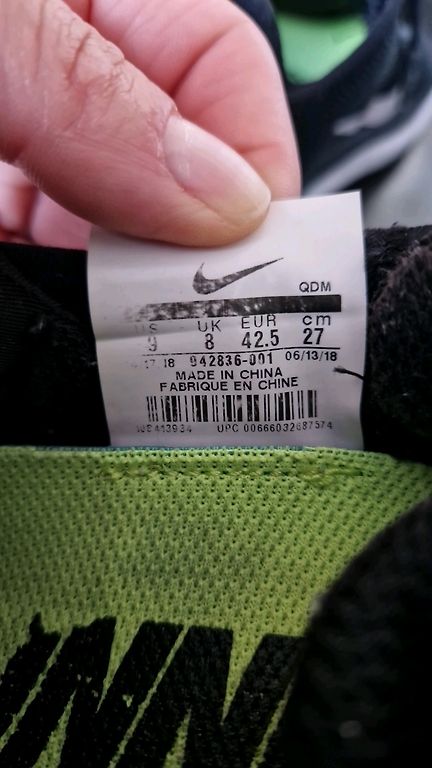 QDM
US UK EUR cm
9 8 42.5 27
942836-001 06/13/18
MADE IN CHINA
FABRIQUE EN CHINE
UPC 00666032687574